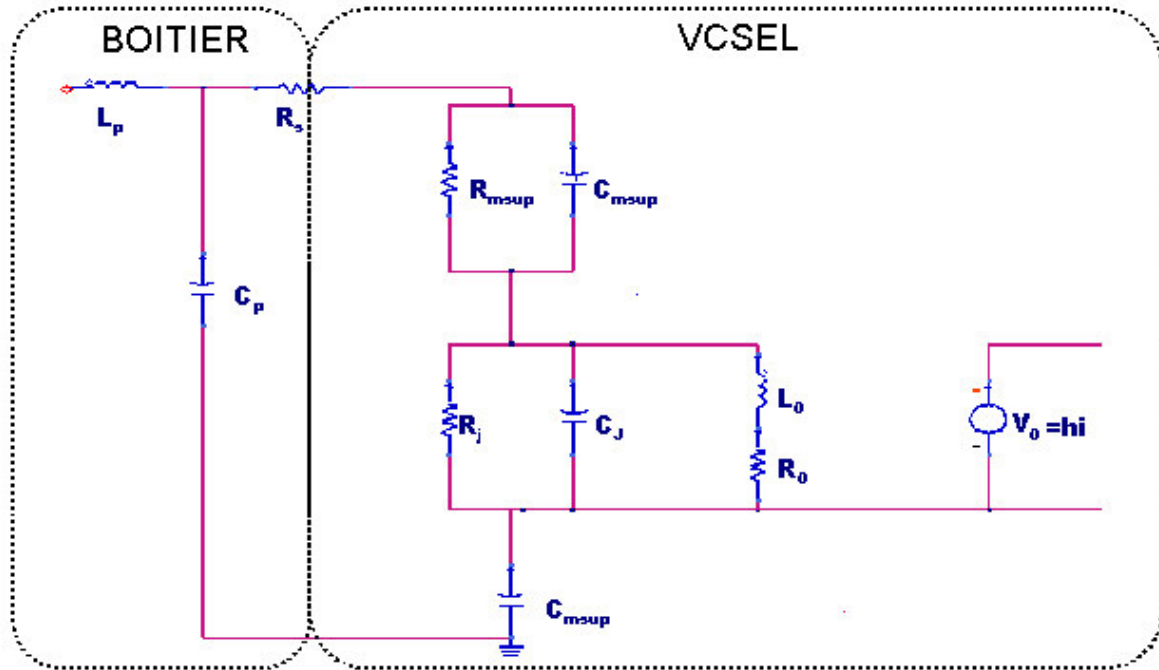 BOITIER
VCSEL
Lp
Rs
Rmsup
Cmsup
Cp
Rj
CJ
L0
R0
V0 =hi
Cmsup